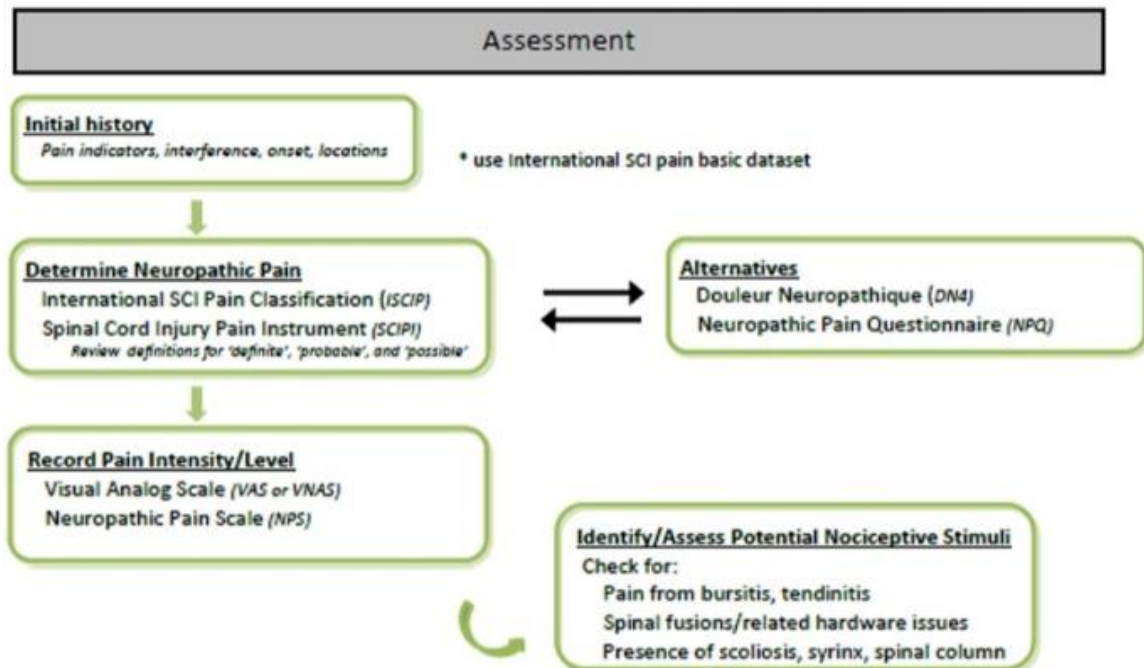 Assessment
Initial history
Pain indicators, interference, onset, locations
* use International SCI pain basic dataset
Determine Neuropathic Pain
International SCI Pain Classification (ISCIP)
Spinal Cord Injury Pain Instrument (SCIPI)
Review definitions for 'definite', 'probable', and 'possible'
Alternatives
Douleur Neuropathique (DN4)
Neuropathic Pain Questionnaire (NPQ)
Record Pain Intensity/Level
Visual Analog Scale (VAS or VNAS)
Neuropathic Pain Scale (NPS)
Identify/Assess Potential Nociceptive Stimuli
Check for:
Pain from bursitis, tendinitis
Spinal fusions/related hardware issues
Presence of scoliosis, syrinx, spinal column